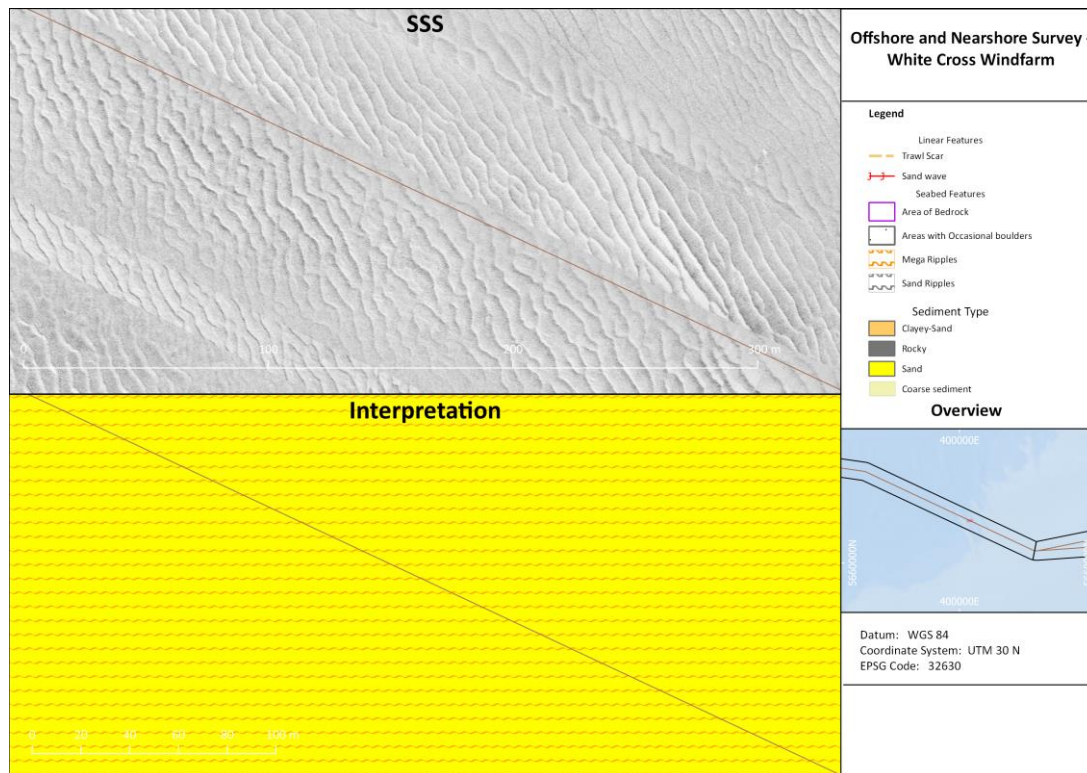 SSS
0 100 200 300 m
Interpretation
0 20 40 60 80 100 m
Offshore and Nearshore Survey -
White Cross Windfarm
Legend
Linear Features
Trawl Scar
Sand wave
Seabed Features
Area of Bedrock
Areas with Occasional boulders
Mega Ripples
Sand Ripples
Sediment Type
Clayey-Sand
Rocky
Sand
Coarse sediment
Overview
400000E
5660000N
400000E
Datum: WGS 84
Coordinate System: UTM 30 N
EPSG Code: 32630